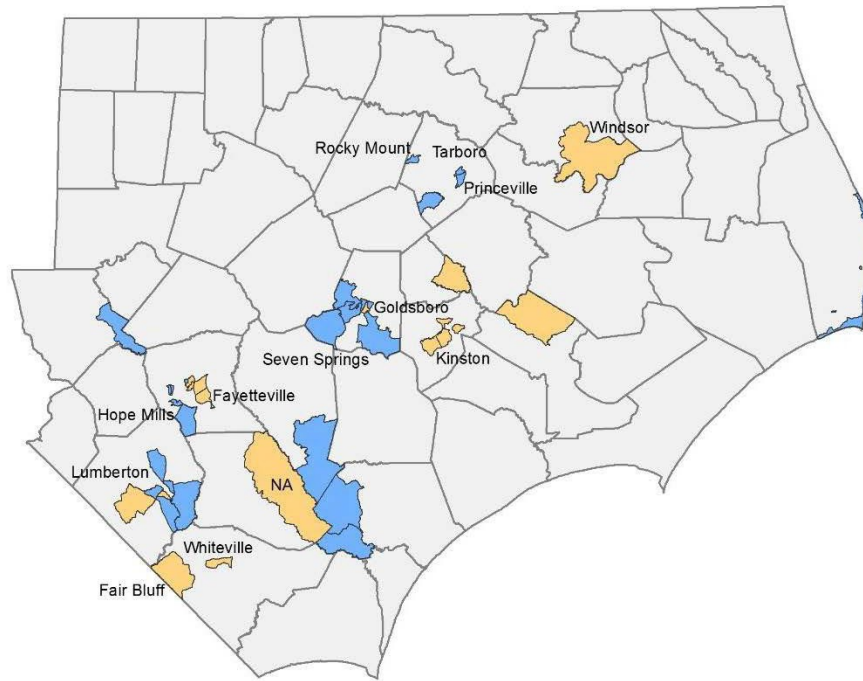 Windsor
Rocky Mount
Tarboro
Princeville
Goldsboro
Seven Springs
Kinston
Fayetteville
Hope Mills
Lumberton
NA
Whiteville
Fair Bluff